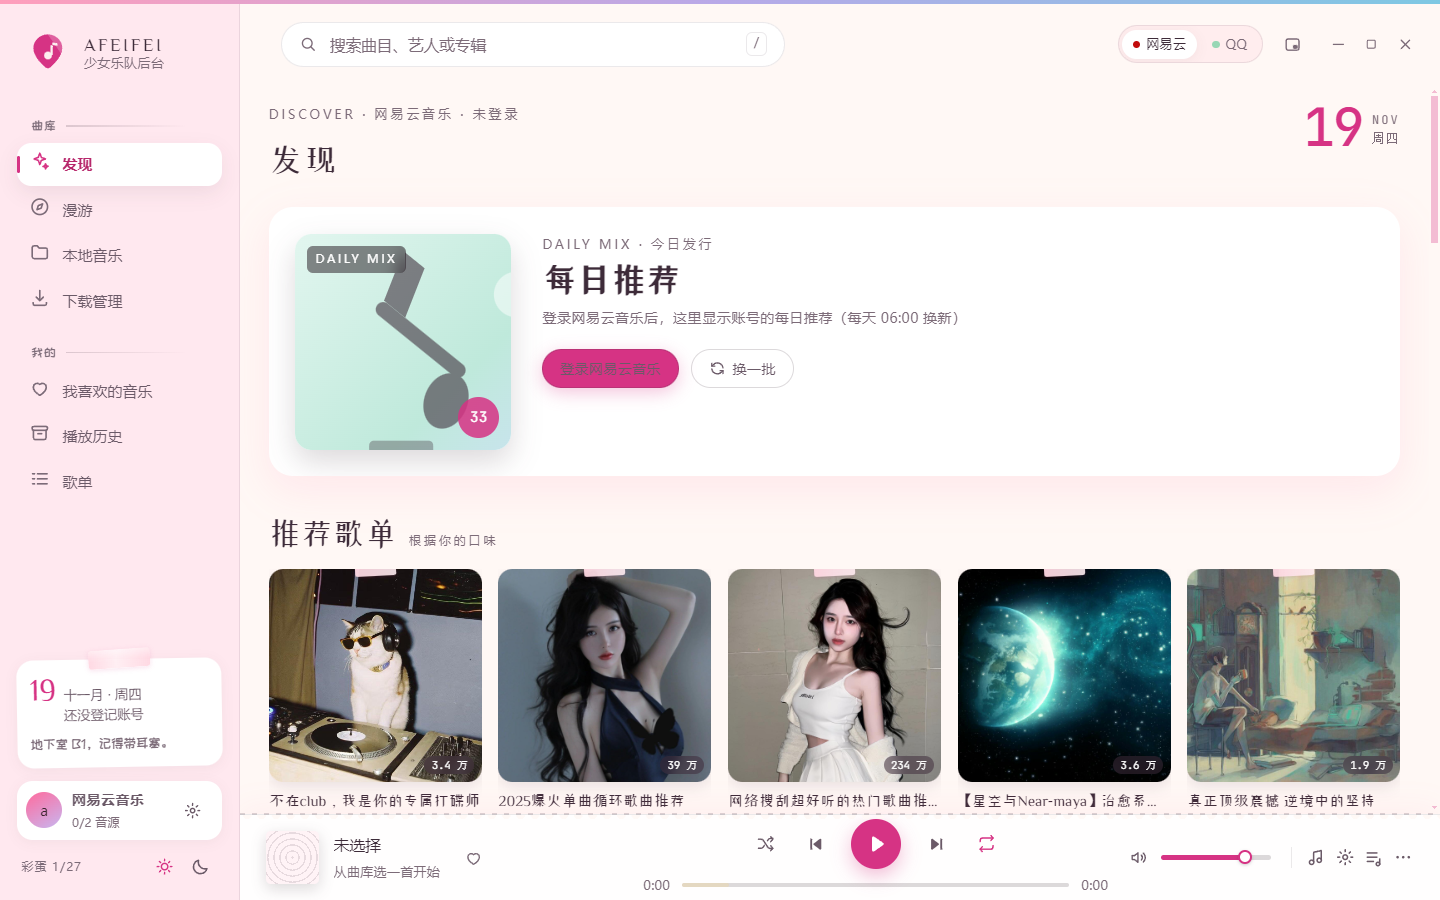 AFEIFEI
少女乐队后台
搜索曲目、艺人或专辑
/
网易云
QQ
曲库
发现
漫游
本地音乐
下载管理
我的
我喜欢的音乐
播放历史
歌单
19
十一月 · 周四
还没登记账号
地下室 B1，记得带耳塞。
a
网易云音乐
0/2 音源
彩蛋 1/27
DISCOVER · 网易云音乐 · 未登录
发现
19
NOV
周四
DAILY MIX
33
DAILY MIX · 今日发行
每日推荐
登录网易云音乐后，这里显示账号的每日推荐（每天 06:00 换新）
登录网易云音乐
换一批
推荐歌单
根据你的口味
3.4 万
39 万
234 万
3.6 万
1.9 万
不在club，我是你的专属打碟师
2025爆火单曲循环歌曲推荐
网络搜刮超好听的热门歌曲推...
【星空与Near-maya】治愈系...
真正顶级震撼 逆境中的坚持
未选择
从曲库选一首开始
0:00
0:00